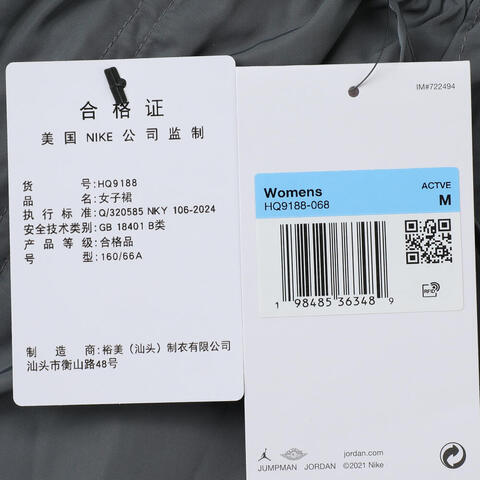 合格证
美国 NIKE 公司监制
货 号:HQ9188
品 名:女子裙
执行标准:Q/320585 NKY 106-2024
安全技术类别:GB 18401 B类
产品等级:合格品
号 型:160/66A
制 造 商:裕美(汕头)制衣有限公司
汕头市衡山路48号
IM#722494
Womens
HQ9188-068
ACTVE
M
1 98485 36348 9
RFID
JUMPMAN JORDAN
jordan.com
©2021 Nike